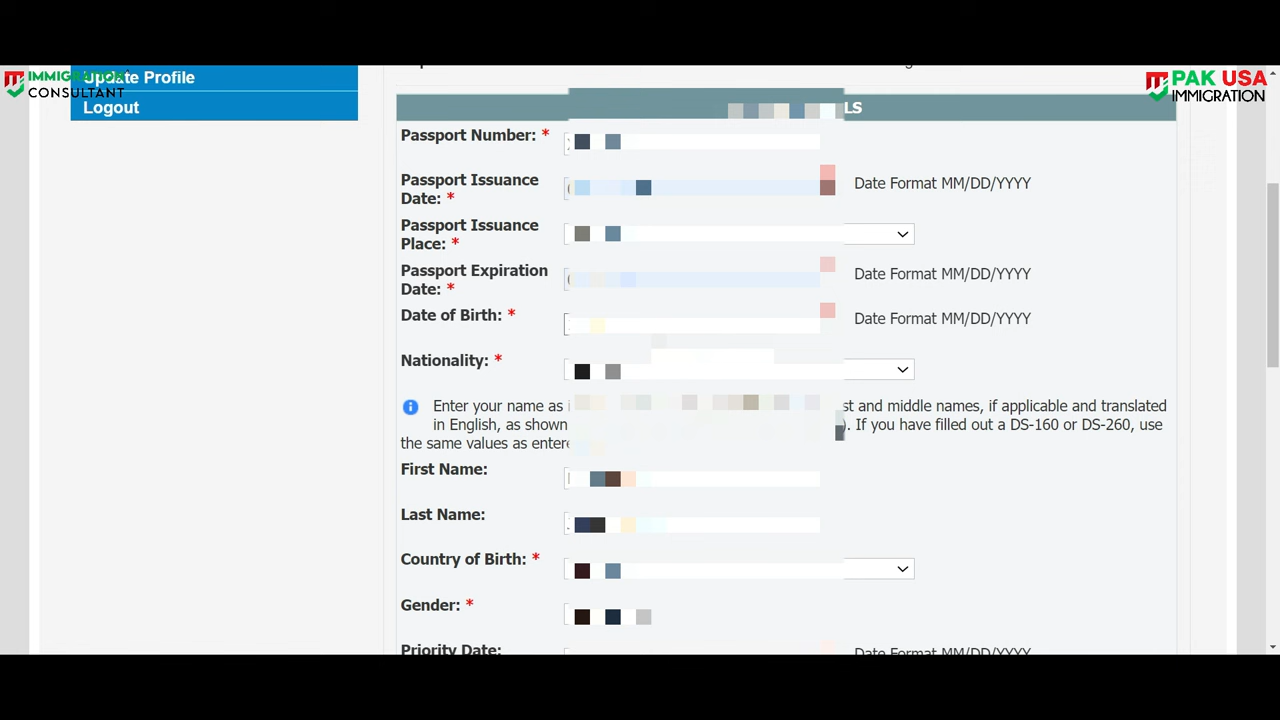 IMMIGRATION
CONSULTANT
Update Profile
Logout
PAK USA
IMMIGRATION
LS
Passport Number: *
Passport Issuance
Date: *
Date Format MM/DD/YYYY
Passport Issuance
Place: *
Passport Expiration
Date: *
Date Format MM/DD/YYYY
Date of Birth: *
Date Format MM/DD/YYYY
Nationality: *
Enter your name as st and middle names, if applicable and translated
in English, as shown ). If you have filled out a DS-160 or DS-260, use
the same values as entere
First Name:
Last Name:
Country of Birth: *
Gender: *
Priority Date:
Date Format MM/DD/YYYY